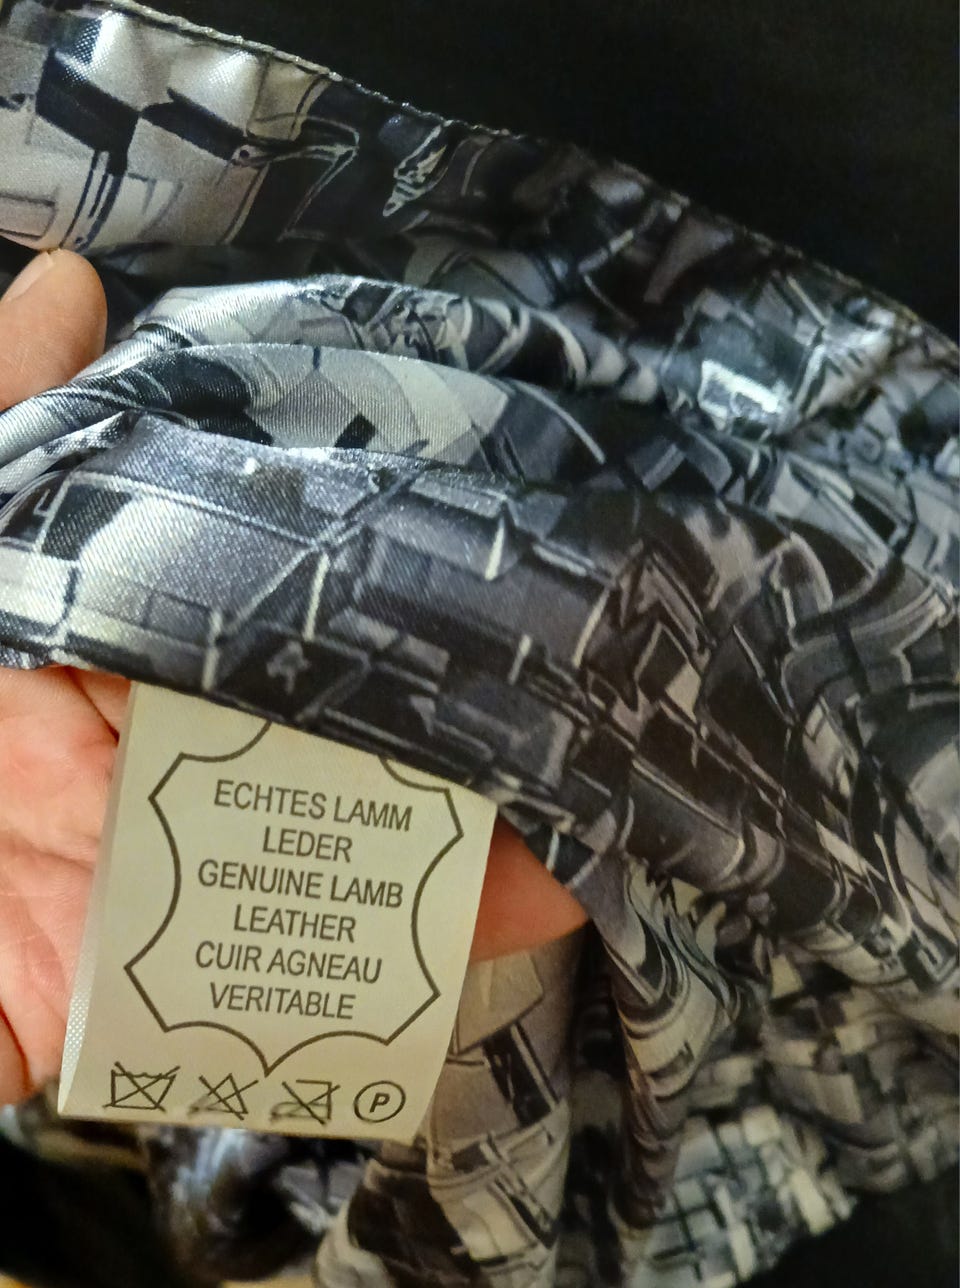 ECHTES LAMM
LEDER
GENUINE LAMB
LEATHER
CUIR AGNEAU
VERITABLE
P